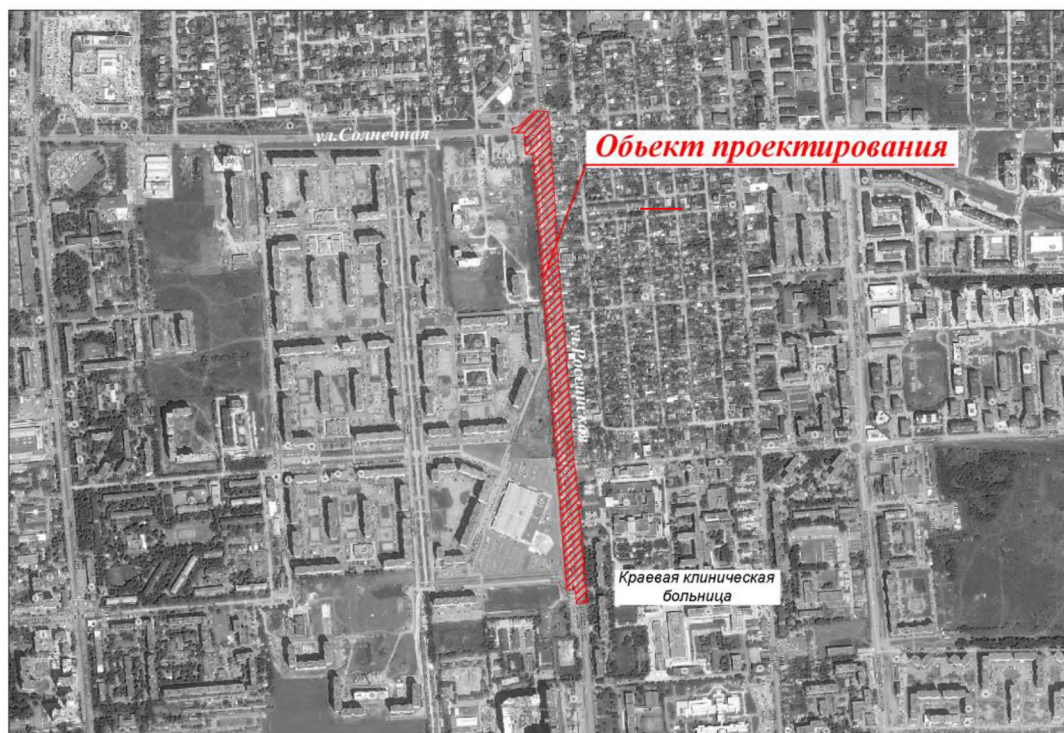 ул.Солнечная
Обьект проектирования
ул. Российская
Краевая клиническая
больница